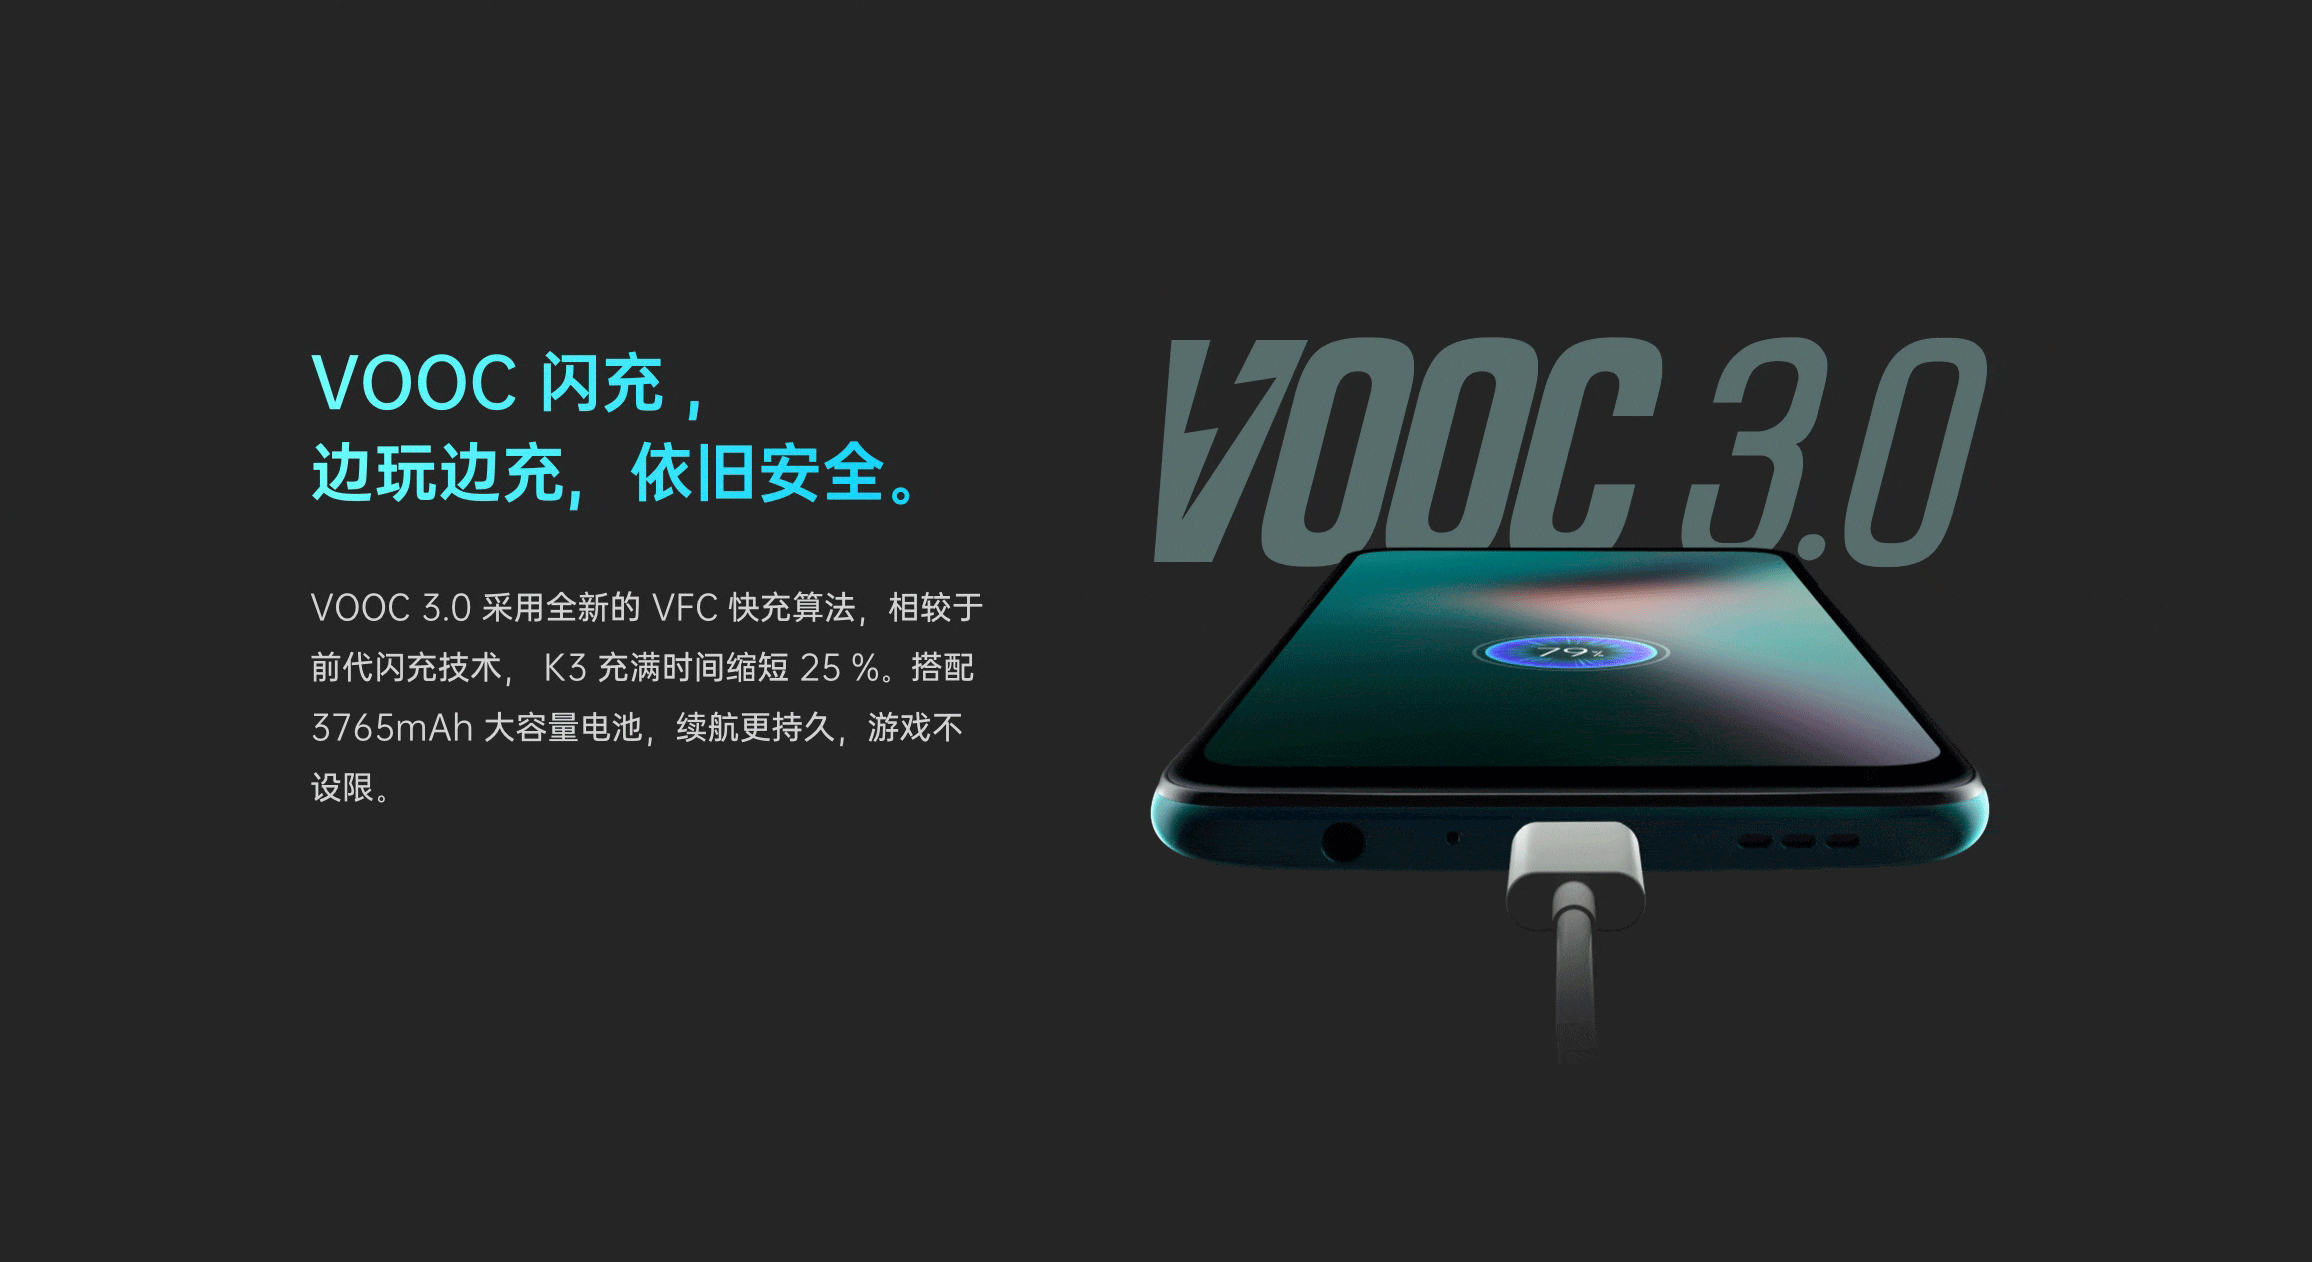 VOOC 闪充，
边玩边充，依旧安全。
VOOC 3.0 采用全新的 VFC 快充算法，相较于
前代闪充技术， K3 充满时间缩短 25 %。搭配
3765mAh 大容量电池，续航更持久，游戏不
设限。
VOOC 3.0
79%